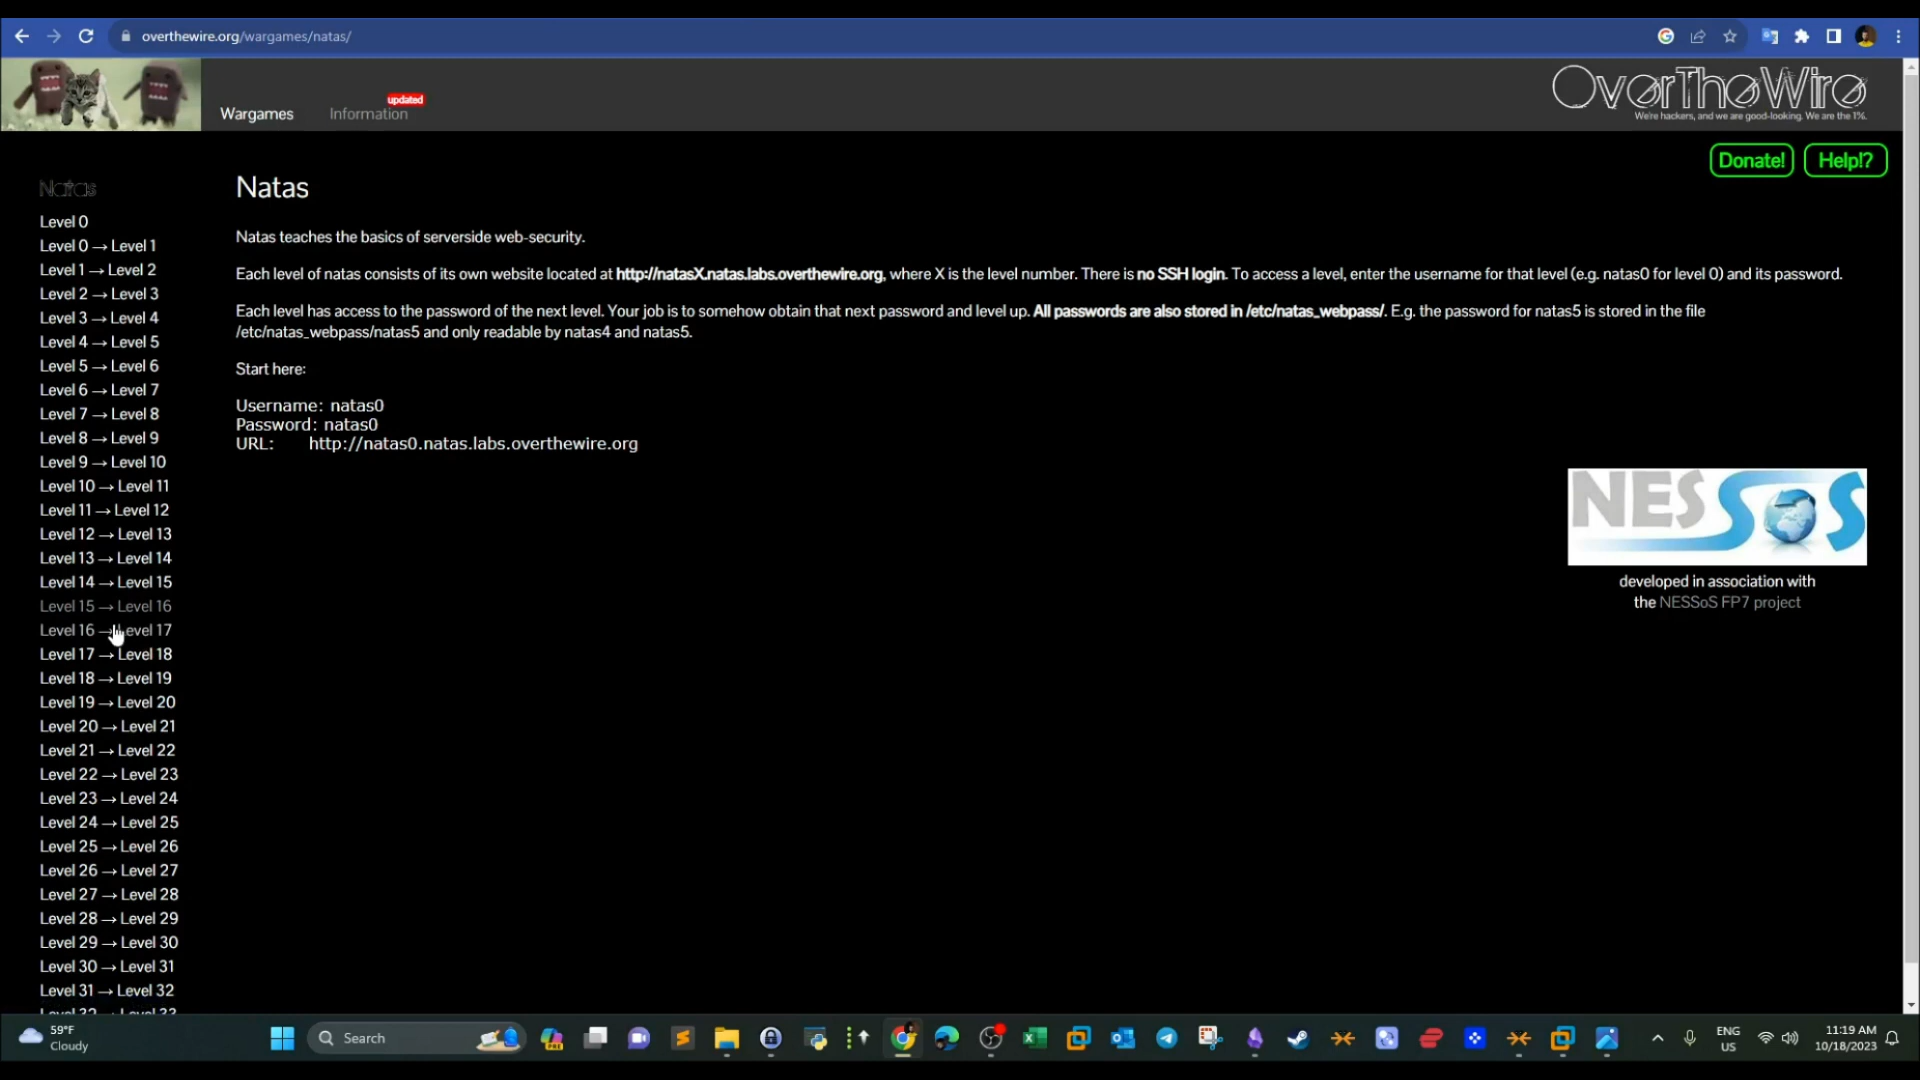 overthewire.org/wargames/natas/
Wargames
Information
updated
OverTheWire
We're hackers, and we are good-looking. We are the 1%.
Donate!
Help!?
Natas
Level 0
Level 0 → Level 1
Level 1 → Level 2
Level 2 → Level 3
Level 3 → Level 4
Level 4 → Level 5
Level 5 → Level 6
Level 6 → Level 7
Level 7 → Level 8
Level 8 → Level 9
Level 9 → Level 10
Level 10 → Level 11
Level 11 → Level 12
Level 12 → Level 13
Level 13 → Level 14
Level 14 → Level 15
Level 15 → Level 16
Level 16 → Level 17
Level 17 → Level 18
Level 18 → Level 19
Level 19 → Level 20
Level 20 → Level 21
Level 21 → Level 22
Level 22 → Level 23
Level 23 → Level 24
Level 24 → Level 25
Level 25 → Level 26
Level 26 → Level 27
Level 27 → Level 28
Level 28 → Level 29
Level 29 → Level 30
Level 30 → Level 31
Level 31 → Level 32
Level 32 → Level 33
Natas
Natas teaches the basics of serverside web-security.
Each level of natas consists of its own website located at http://natasX.natas.labs.overthewire.org, where X is the level number. There is no SSH login. To access a level, enter the username for that level (e.g. natas0 for level 0) and its password.
Each level has access to the password of the next level. Your job is to somehow obtain that next password and level up. All passwords are also stored in /etc/natas_webpass/. E.g. the password for natas5 is stored in the file
/etc/natas_webpass/natas5 and only readable by natas4 and natas5.
Start here:
Username: natas0
Password: natas0
URL: http://natas0.natas.labs.overthewire.org
NESSOS
developed in association with
the NESSoS FP7 project
59°F
Cloudy
Search
PRE
ENG
US
11:19 AM
10/18/2023